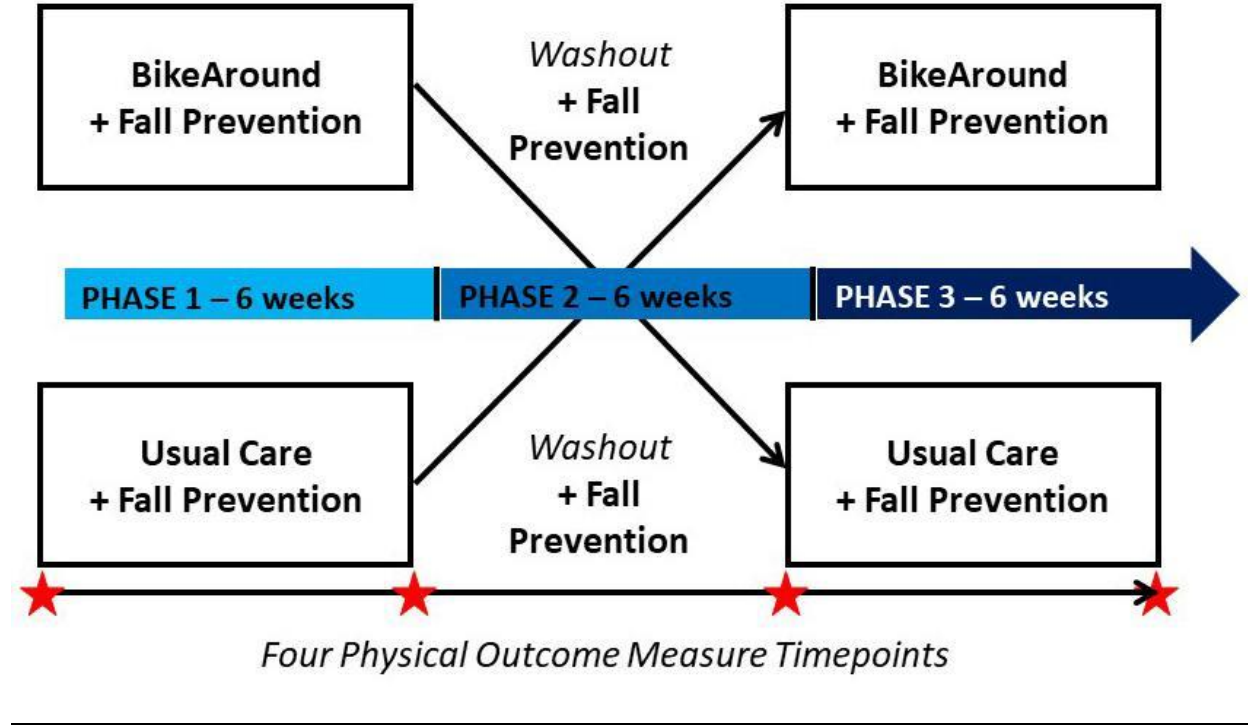 BikeAround
+ Fall Prevention
Washout
+ Fall
Prevention
BikeAround
+ Fall Prevention
PHASE 1 – 6 weeks
PHASE 2 – 6 weeks
PHASE 3 – 6 weeks
Usual Care
+ Fall Prevention
Washout
+ Fall
Prevention
Usual Care
+ Fall Prevention
Four Physical Outcome Measure Timepoints